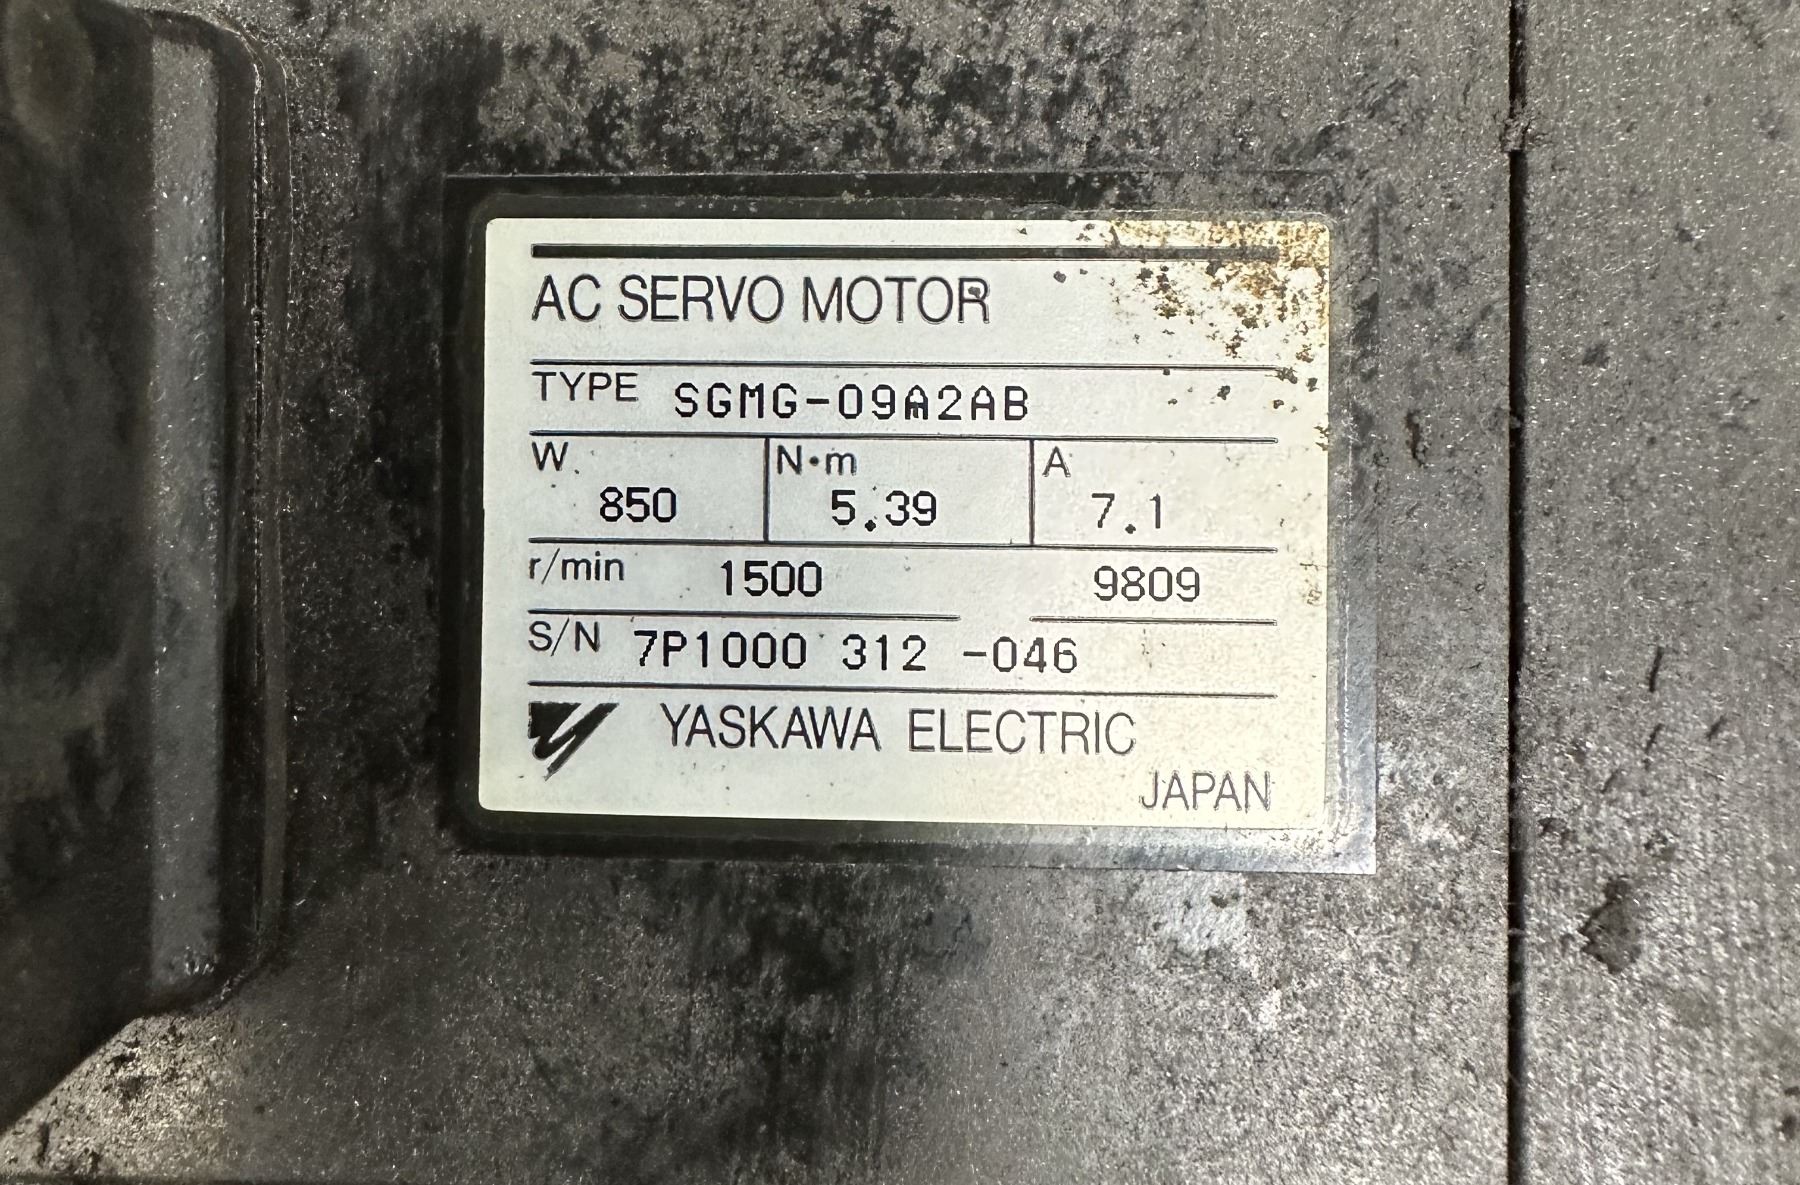 AC SERVO MOTOR
TYPE SGMG-09A2AB
W. N·m A
850 5.39 7.1
r/min 1500 9809
S/N 7P1000 312 -046
YASKAWA ELECTRIC
JAPAN